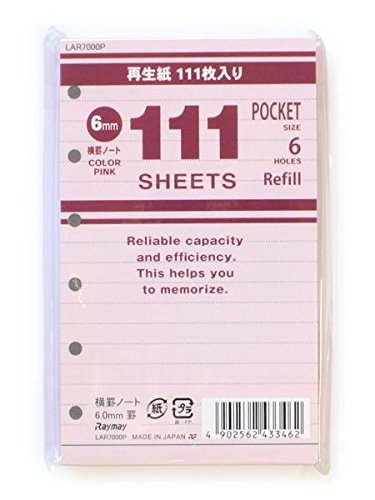 LAR7000P
再生紙 111枚入り
6mm
横罫ノート
COLOR
PINK
111
SHEETS
POCKET
SIZE
6
HOLES
Refill
Reliable capacity
and efficiency.
This helps you
to memorize.
横罫ノート
6.0mm 罫
Raymay
LAR7000P MADE IN JAPAN
紙
プラ
4 902562 433462